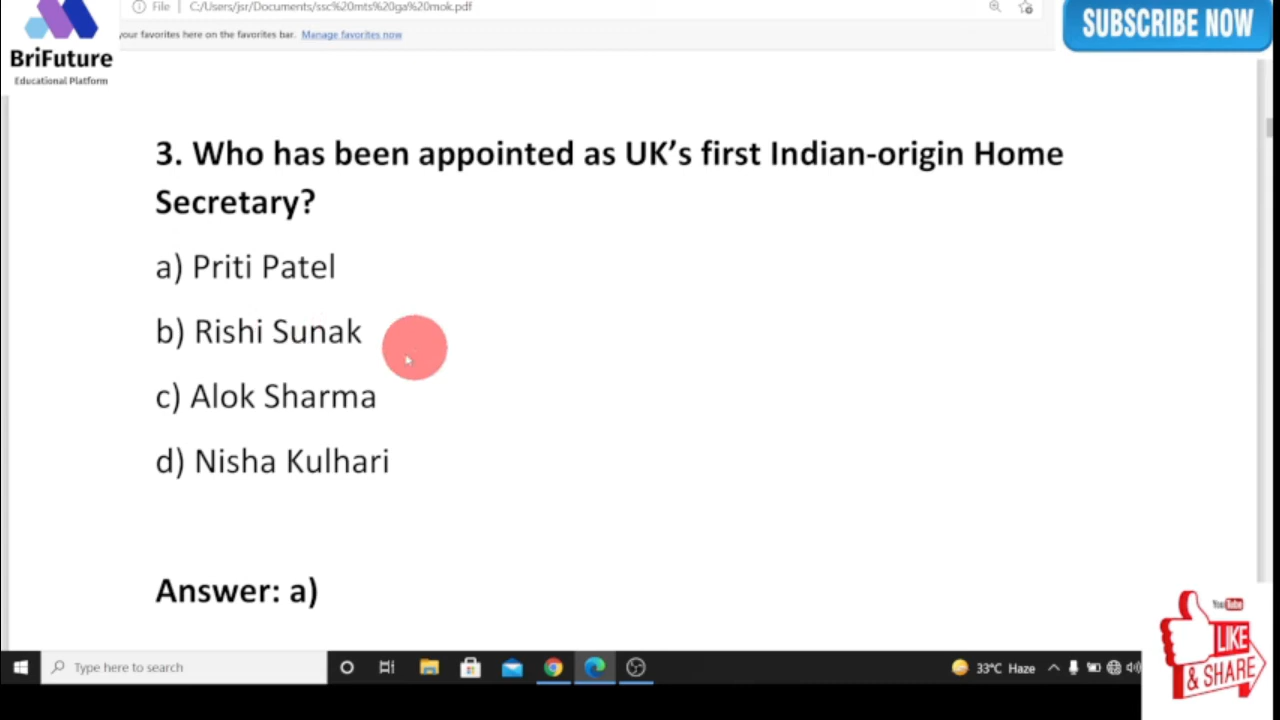 File C:/Users/jsr/Documents/ssc%20mts%20ga%20mok.pdf
SUBSCRIBE NOW
your favorites here on the favorites bar. Manage favorites now
BriFuture
Educational Platform
3. Who has been appointed as UK’s first Indian-origin Home
Secretary?
a) Priti Patel
b) Rishi Sunak
c) Alok Sharma
d) Nisha Kulhari
Answer: a)
YouTube
LIKE
& SHARE
Type here to search
33°C Haze